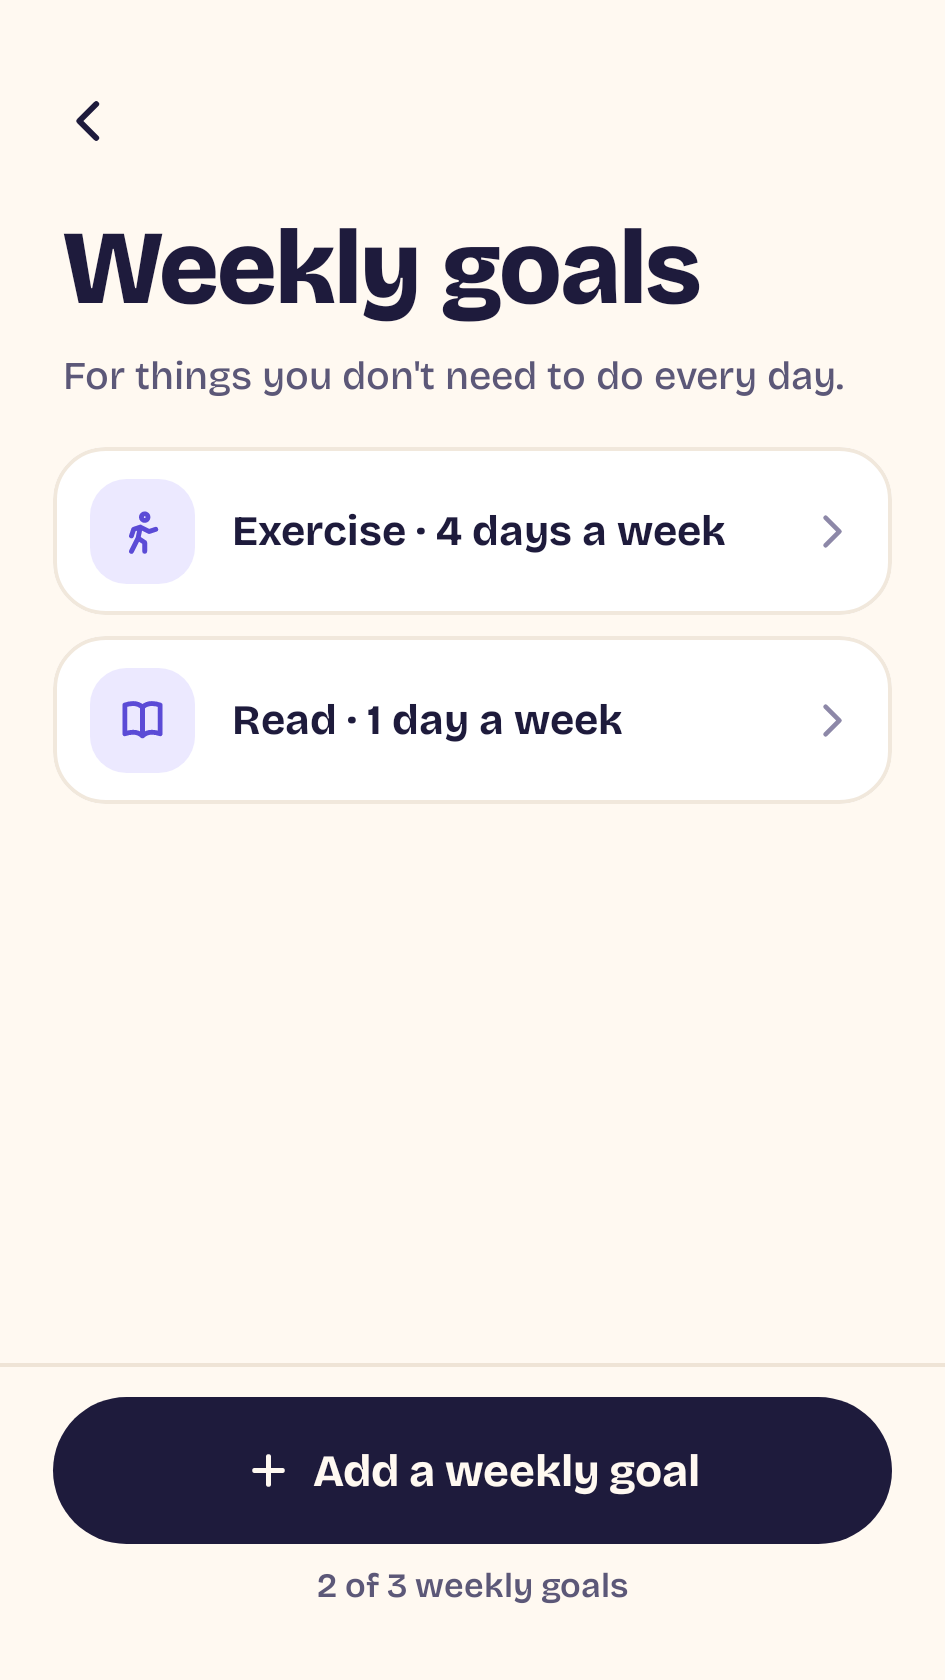 Weekly goals
For things you don't need to do every day.
Exercise · 4 days a week
Read · 1 day a week
Add a weekly goal
2 of 3 weekly goals